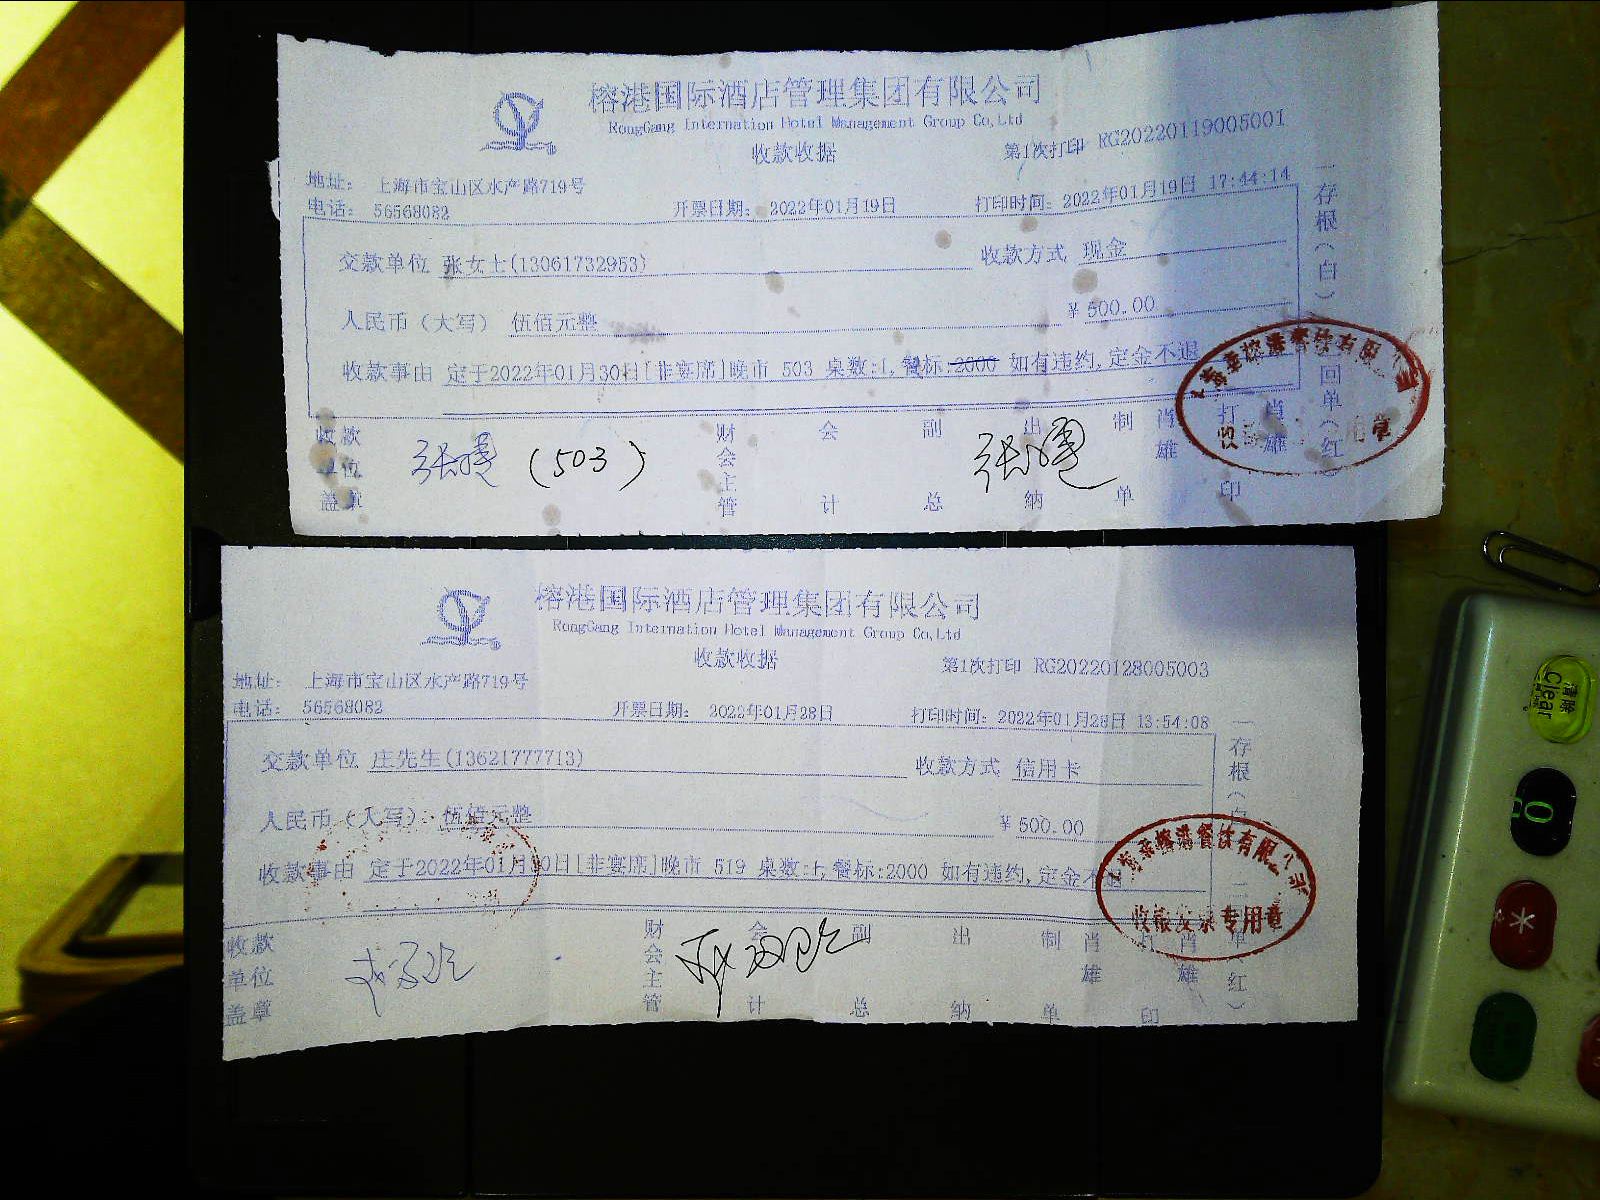 榕港国际酒店管理集团有限公司
RongGang Internation Hotel Management Group Co,Ltd
收款收据
第1次打印 RG20220119005001
地址： 上海市宝山区水产路719号
电话： 56568082 开票日期： 2022年01月19日 打印时间：2022年01月19日 17:44:14
交款单位 张女士(13061732953) 收款方式 现金
人民币（大写） 伍佰元整 ¥500.00
收款事由 定于2022年01月30日[非宴席]晚市 503 桌数:1,餐标:2000 如有违约,定金不退
一存根（白）
二回单（红）
收款单位盖章 (503) 财会主管 会计 副总 出纳 制单 肖雄 打印 肖雄
榕港国际酒店管理集团有限公司
RongGang Internation Hotel Management Group Co,Ltd
收款收据
第1次打印 RG20220128005003
地址： 上海市宝山区水产路719号
电话： 56568082 开票日期： 2022年01月28日 打印时间：2022年01月28日 13:54:08
交款单位 庄先生(13621777713) 收款方式 信用卡
人民币（大写） 伍佰元整 ¥500.00
收款事由 定于2022年01月30日[非宴席]晚市 519 桌数:1,餐标:2000 如有违约,定金不
一存根（白
单（红）
收款单位盖章 财会主管 会计 副总 出纳 制单 肖雄 打印 肖雄
专用章
清除
Clear
0
*